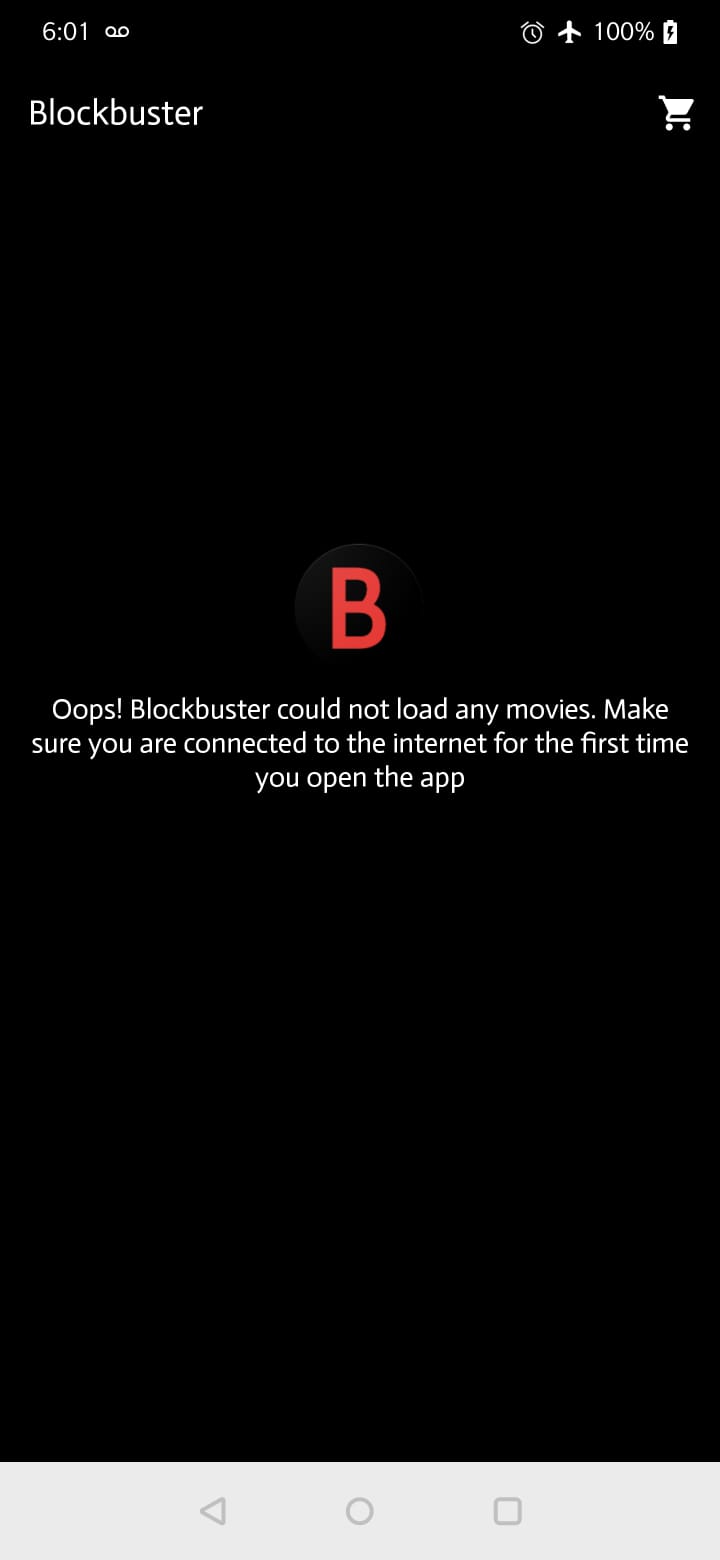 6:01
100%
Blockbuster
B
Oops! Blockbuster could not load any movies. Make
sure you are connected to the internet for the first time
you open the app